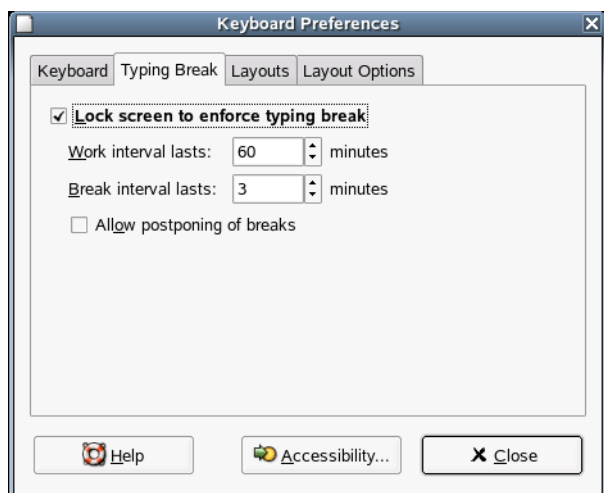 Keyboard Preferences
Keyboard Typing Break Layouts Layout Options
Lock screen to enforce typing break
Work interval lasts: 60 minutes
Break interval lasts: 3 minutes
Allow postponing of breaks
Help Accessibility... Close